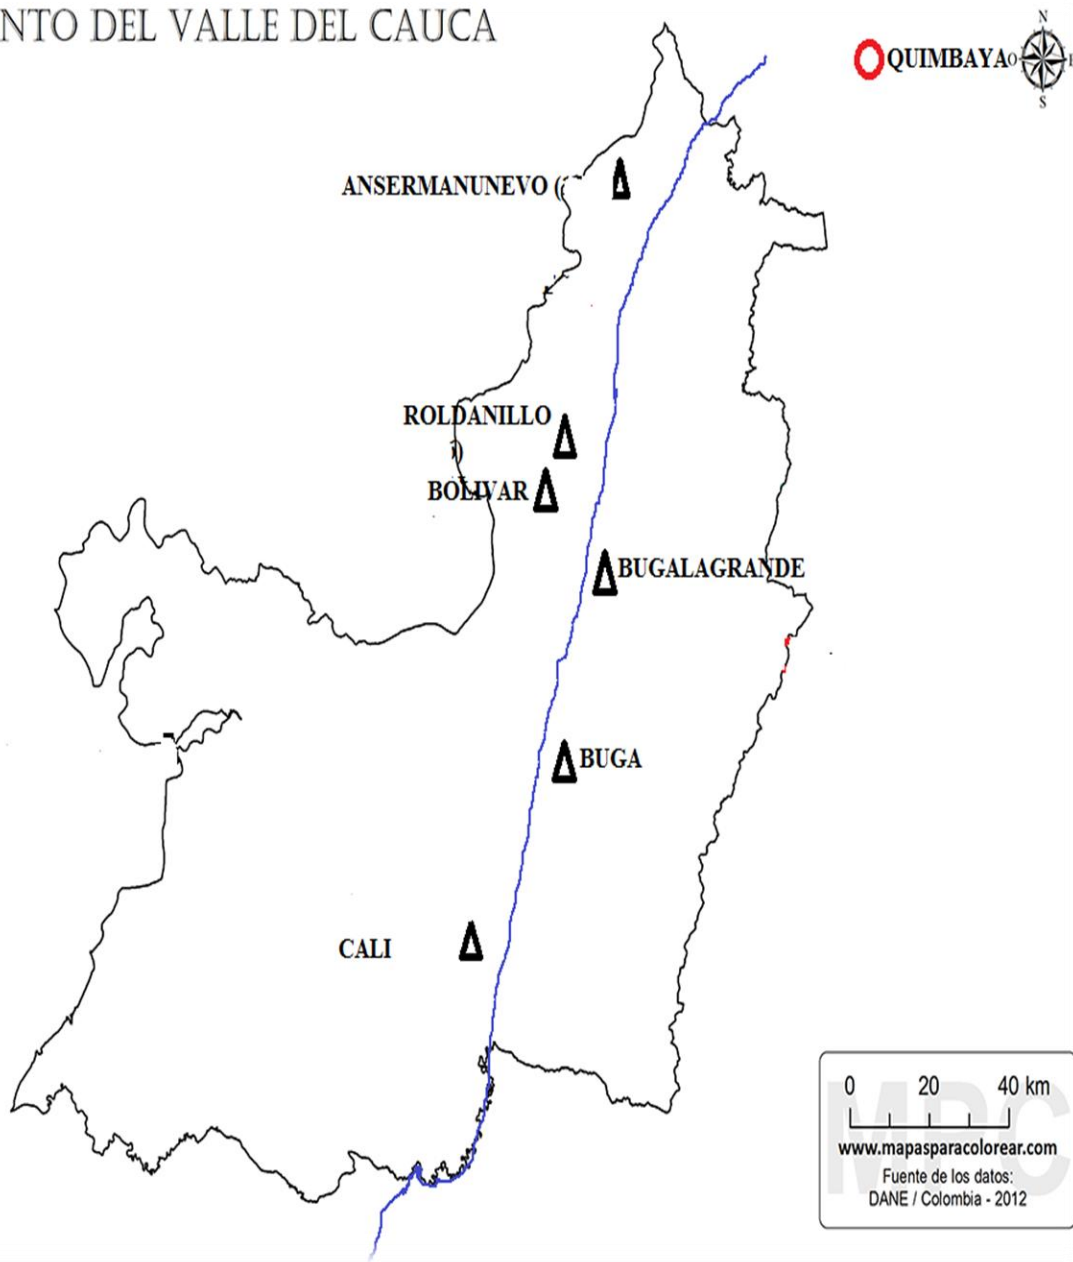 NTO DEL VALLE DEL CAUCA
N
QUIMBAYA
O
E
S
ANSERMANUNEVO (
ROLDANILLO
)
BOLIVAR
BUGALAGRANDE
BUGA
CALI
0 20 40 km
MPC
www.mapasparacolorear.com
Fuente de los datos:
DANE / Colombia - 2012